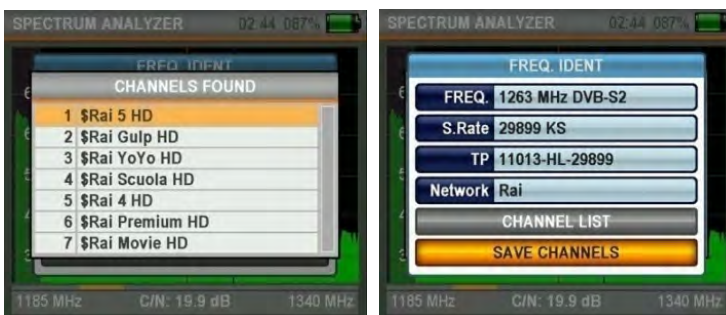 SPECTRUM ANALYZER 02:44 087%
FREQ. IDENT
CHANNELS FOUND
1 $Rai 5 HD
2 $Rai Gulp HD
3 $Rai YoYo HD
4 $Rai Scuola HD
5 $Rai 4 HD
6 $Rai Premium HD
7 $Rai Movie HD
1185 MHz C/N: 19.9 dB 1340 MHz
SPECTRUM ANALYZER 02:44 087%
FREQ. IDENT
FREQ. 1263 MHz DVB-S2
S.Rate 29899 KS
TP 11013-HL-29899
Network Rai
CHANNEL LIST
SAVE CHANNELS
1185 MHz C/N: 19.9 dB 1340 MHz